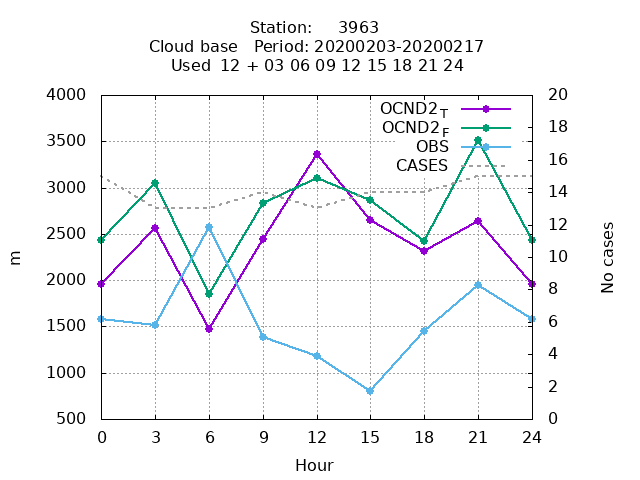 Station:     3963
Cloud base   Period: 20200203-20200217
Used  12 + 03 06 09 12 15 18 21 24
4000
3500
3000
2500
2000
1500
1000
500
m
OCND2_T
OCND2_F
OBS
CASES
20
18
16
14
12
10
8
6
4
2
0
No cases
0 3 6 9 12 15 18 21 24
Hour